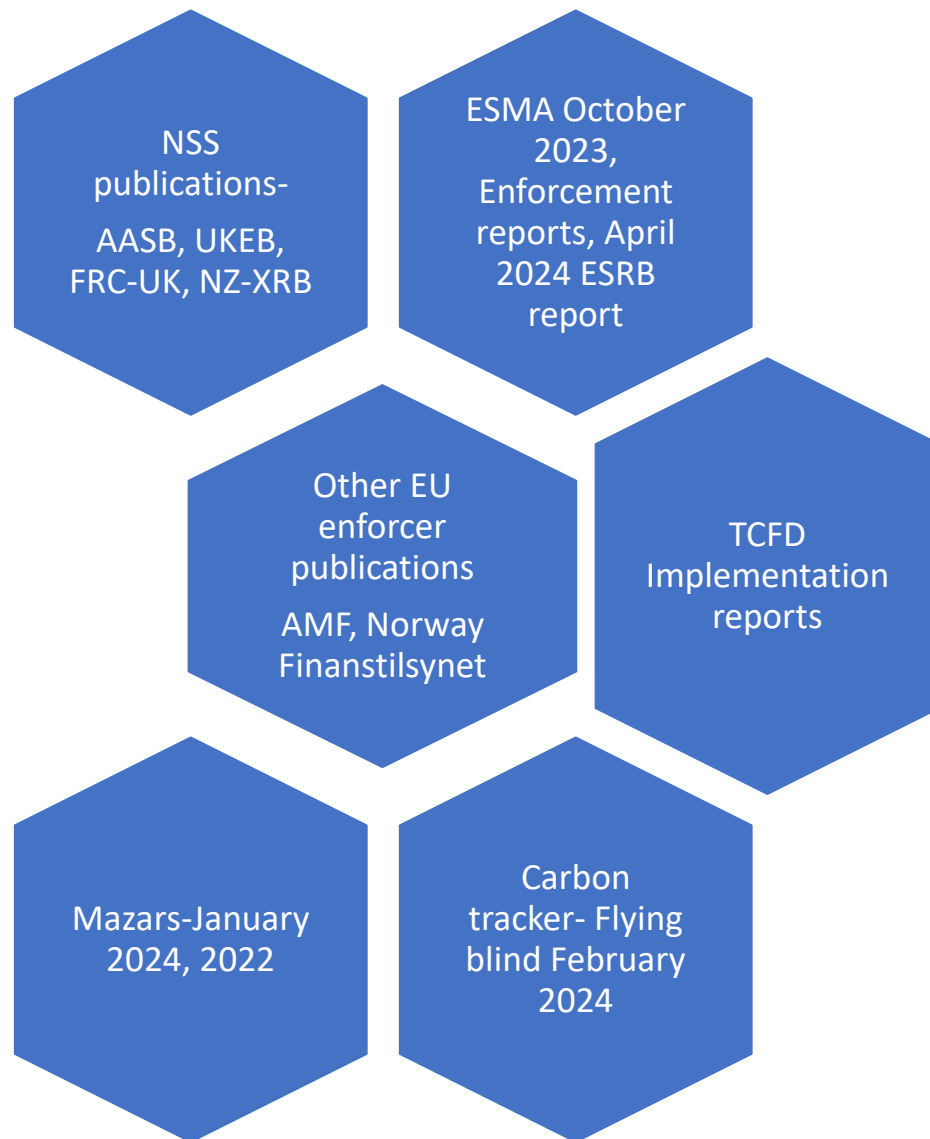 NSS
publications-
AASB, UKEB,
FRC-UK, NZ-XRB
ESMA October
2023,
Enforcement
reports, April
2024 ESRB
report
Other EU
enforcer
publications
AMF, Norway
Finanstilsynet
TCFD
Implementation
reports
Mazars-January
2024, 2022
Carbon
tracker- Flying
blind February
2024